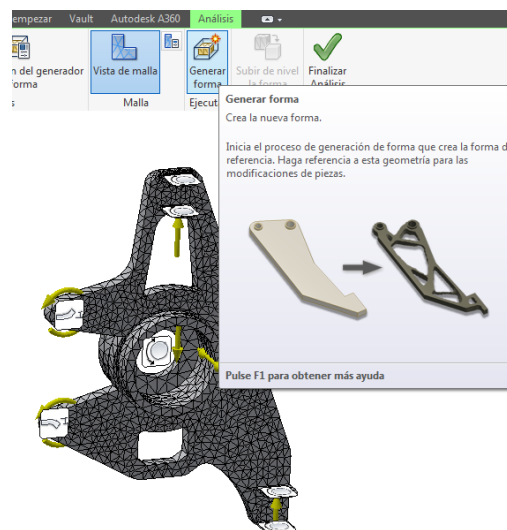 empezar Vault Autodesk A360 Análisis
n del generador
forma
s
Vista de malla
Malla
Generar
forma
Ejecut
Subir de nivel
la forma
Finalizar
Análisis
Generar forma
Crea la nueva forma.
Inicia el proceso de generación de forma que crea la forma d
referencia. Haga referencia a esta geometría para las
modificaciones de piezas.
Pulse F1 para obtener más ayuda